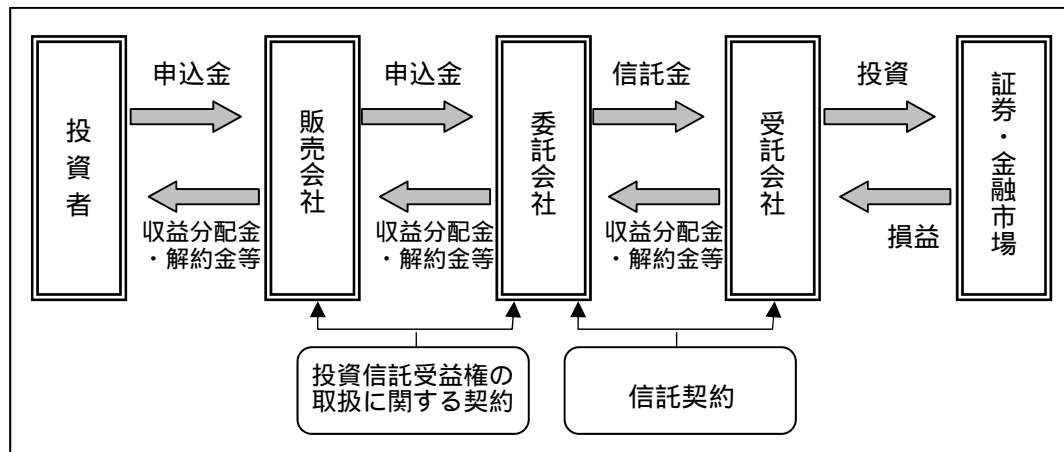 投資者
申込金
収益分配金
・解約金等
販売会社
申込金
収益分配金
・解約金等
委託会社
信託金
収益分配金
・解約金等
受託会社
投資
損益
証券・金融市場
投資信託受益権の
取扱に関する契約
信託契約